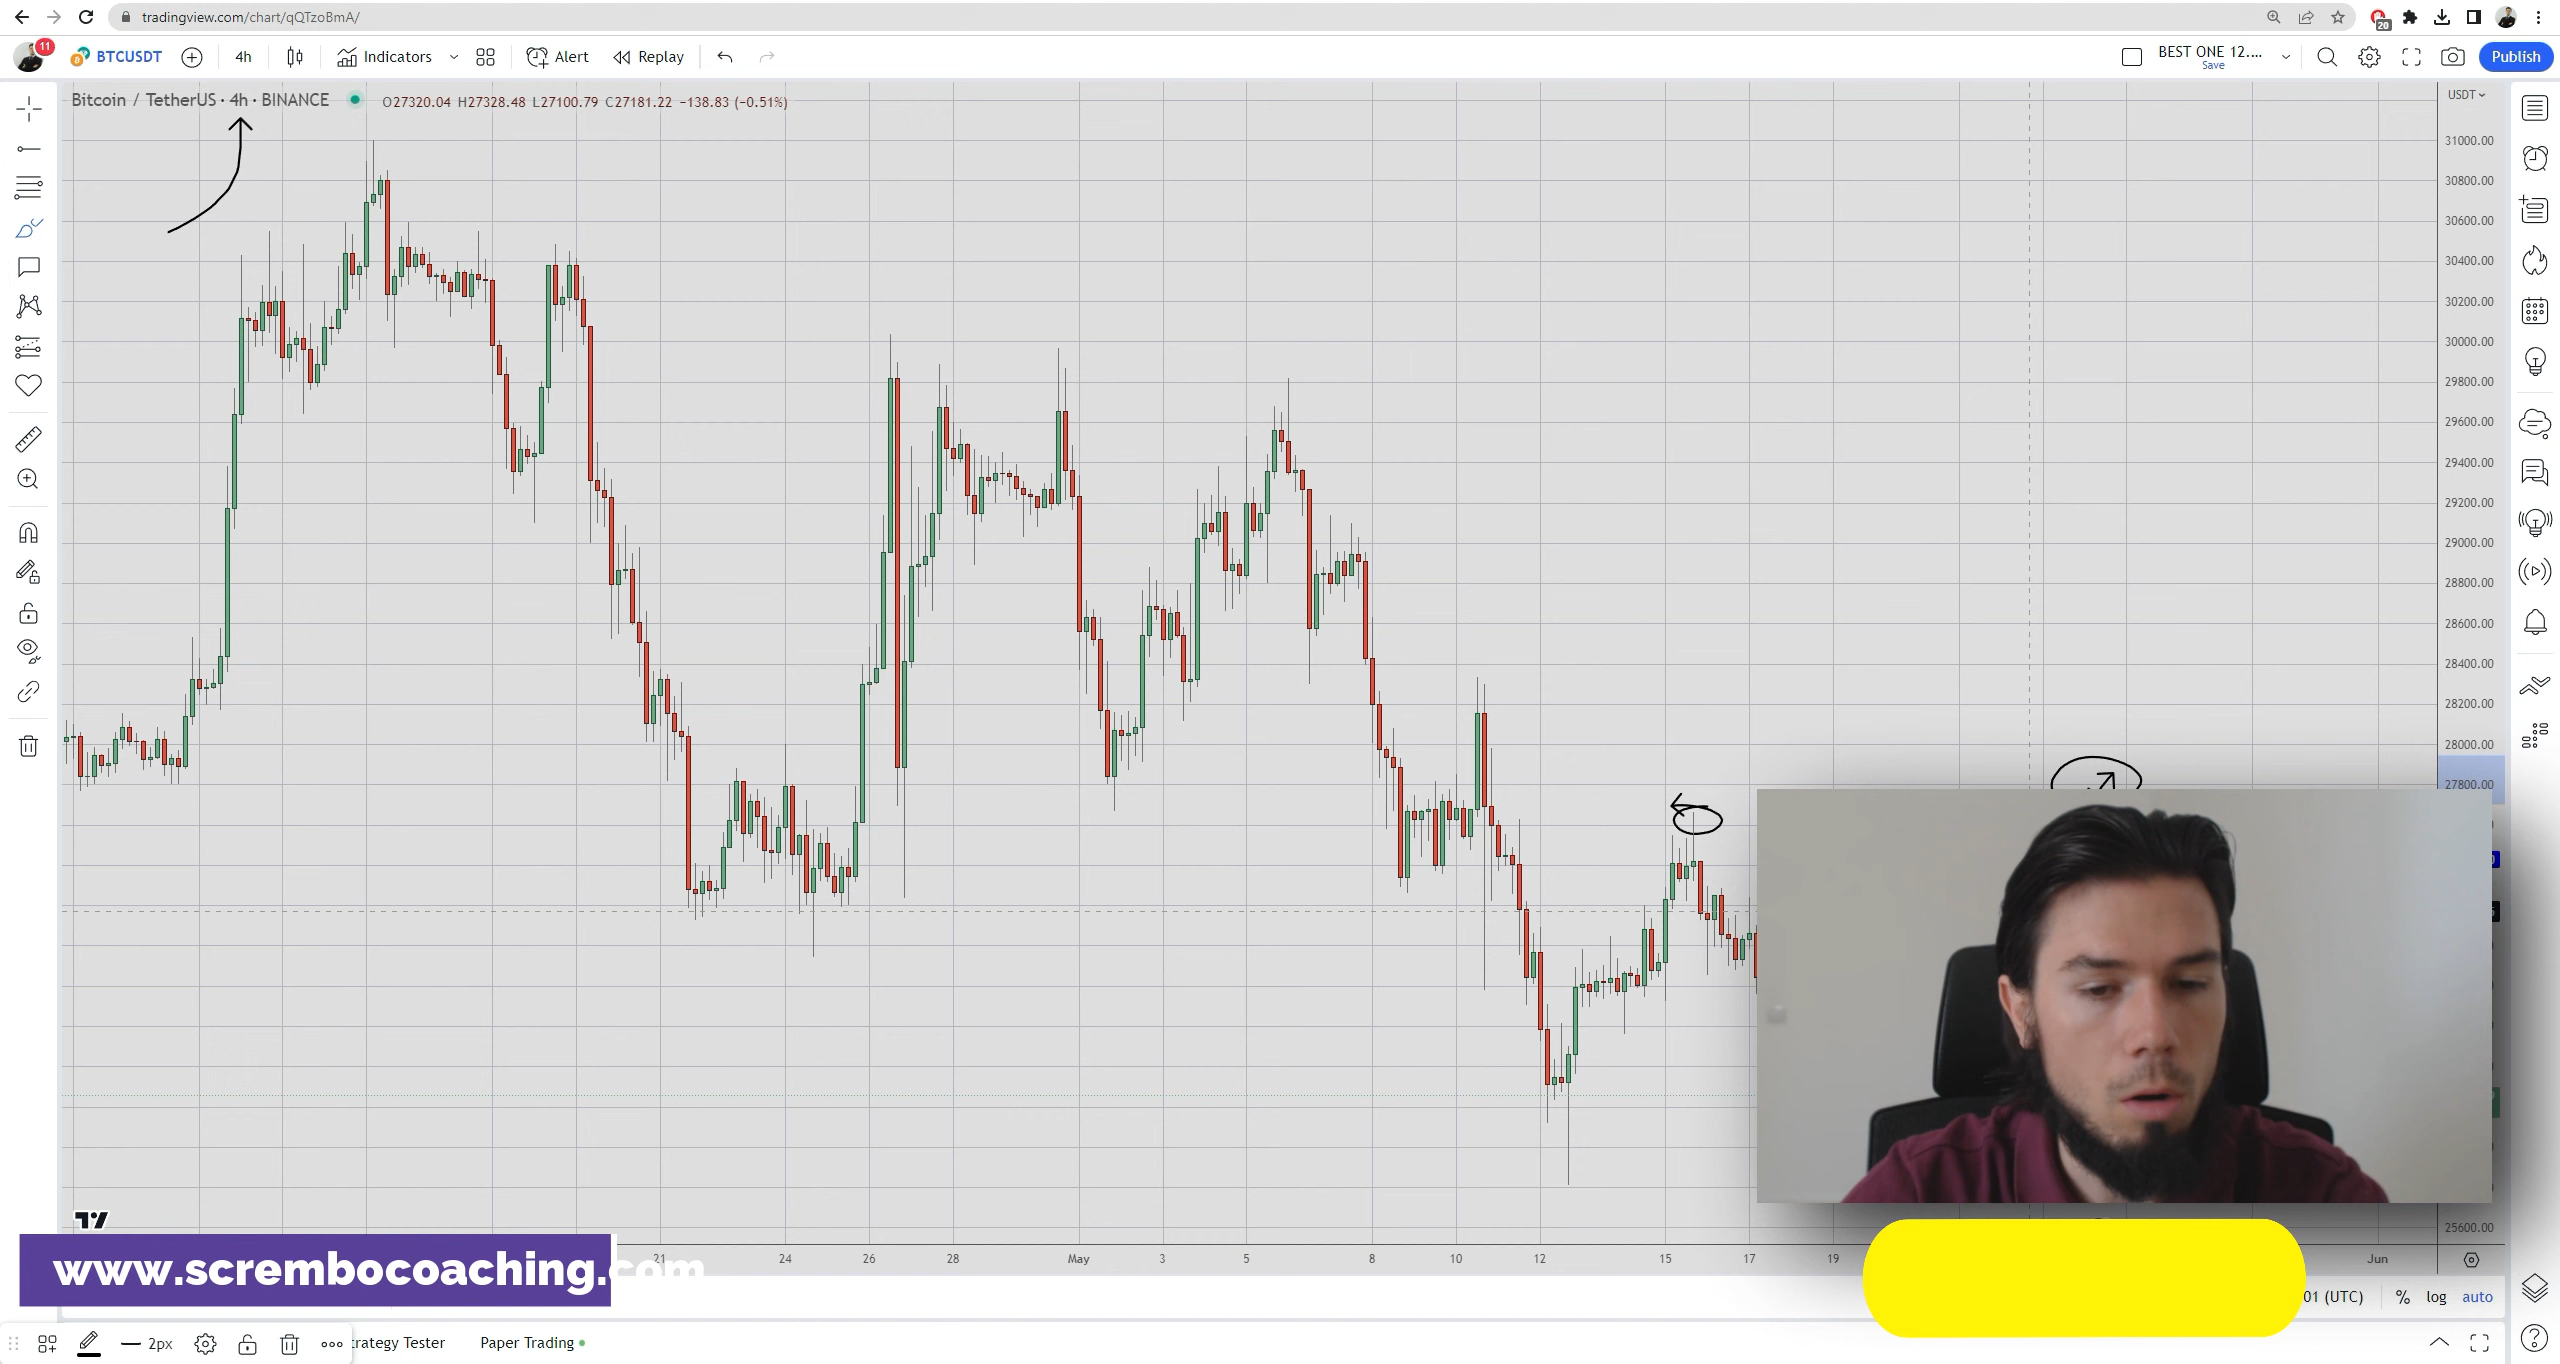 tradingview.com/chart/qQTzoBmA/
20
11
BTCUSDT
4h
Indicators
Alert
Replay
BEST ONE 12....
Save
Publish
Bitcoin / TetherUS · 4h · BINANCE
O27320.04 H27328.48 L27100.79 C27181.22 −138.83 (−0.51%)
USDT
31000.00
30800.00
30600.00
30400.00
30200.00
30000.00
29800.00
29600.00
29400.00
29200.00
29000.00
28800.00
28600.00
28400.00
28200.00
28000.00
27800.00
25600.00
21
24
26
28
May
3
5
8
10
12
15
17
19
Jun
www.scrembocoaching.com
01 (UTC)
%
log
auto
2px
trategy Tester
Paper Trading